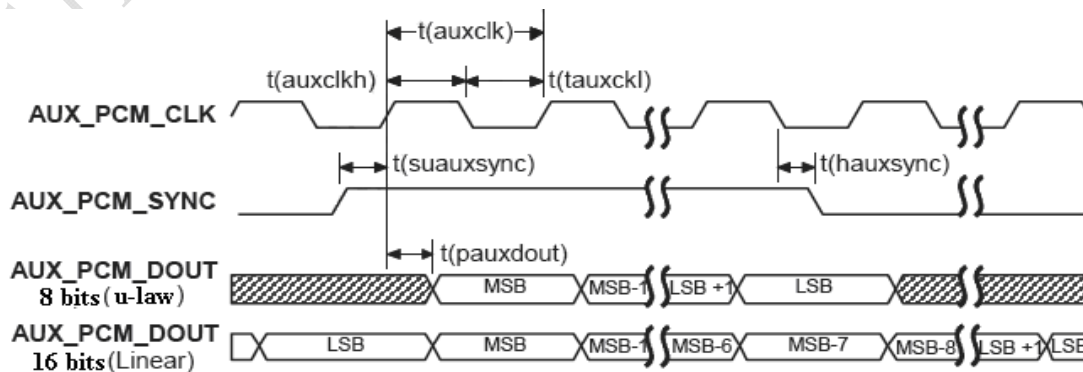 t(auxclk)
t(auxclkh)
t(tauxckl)
AUX_PCM_CLK
t(suauxsync)
t(hauxsync)
AUX_PCM_SYNC
t(pauxdout)
AUX_PCM_DOUT
8 bits(u-law)
MSB MSB-1 LSB +1 LSB
AUX_PCM_DOUT
16 bits(Linear)
LSB MSB MSB-1 MSB-6 MSB-7 MSB-8 LSB +1 LSB